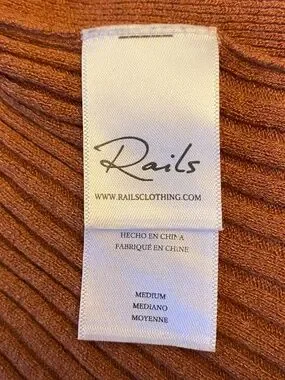 Rails
WWW.RAILSCLOTHING.COM
HECHO EN CHINA
FABRIQUÉ EN CHINE
MEDIUM
MEDIANO
MOYENNE